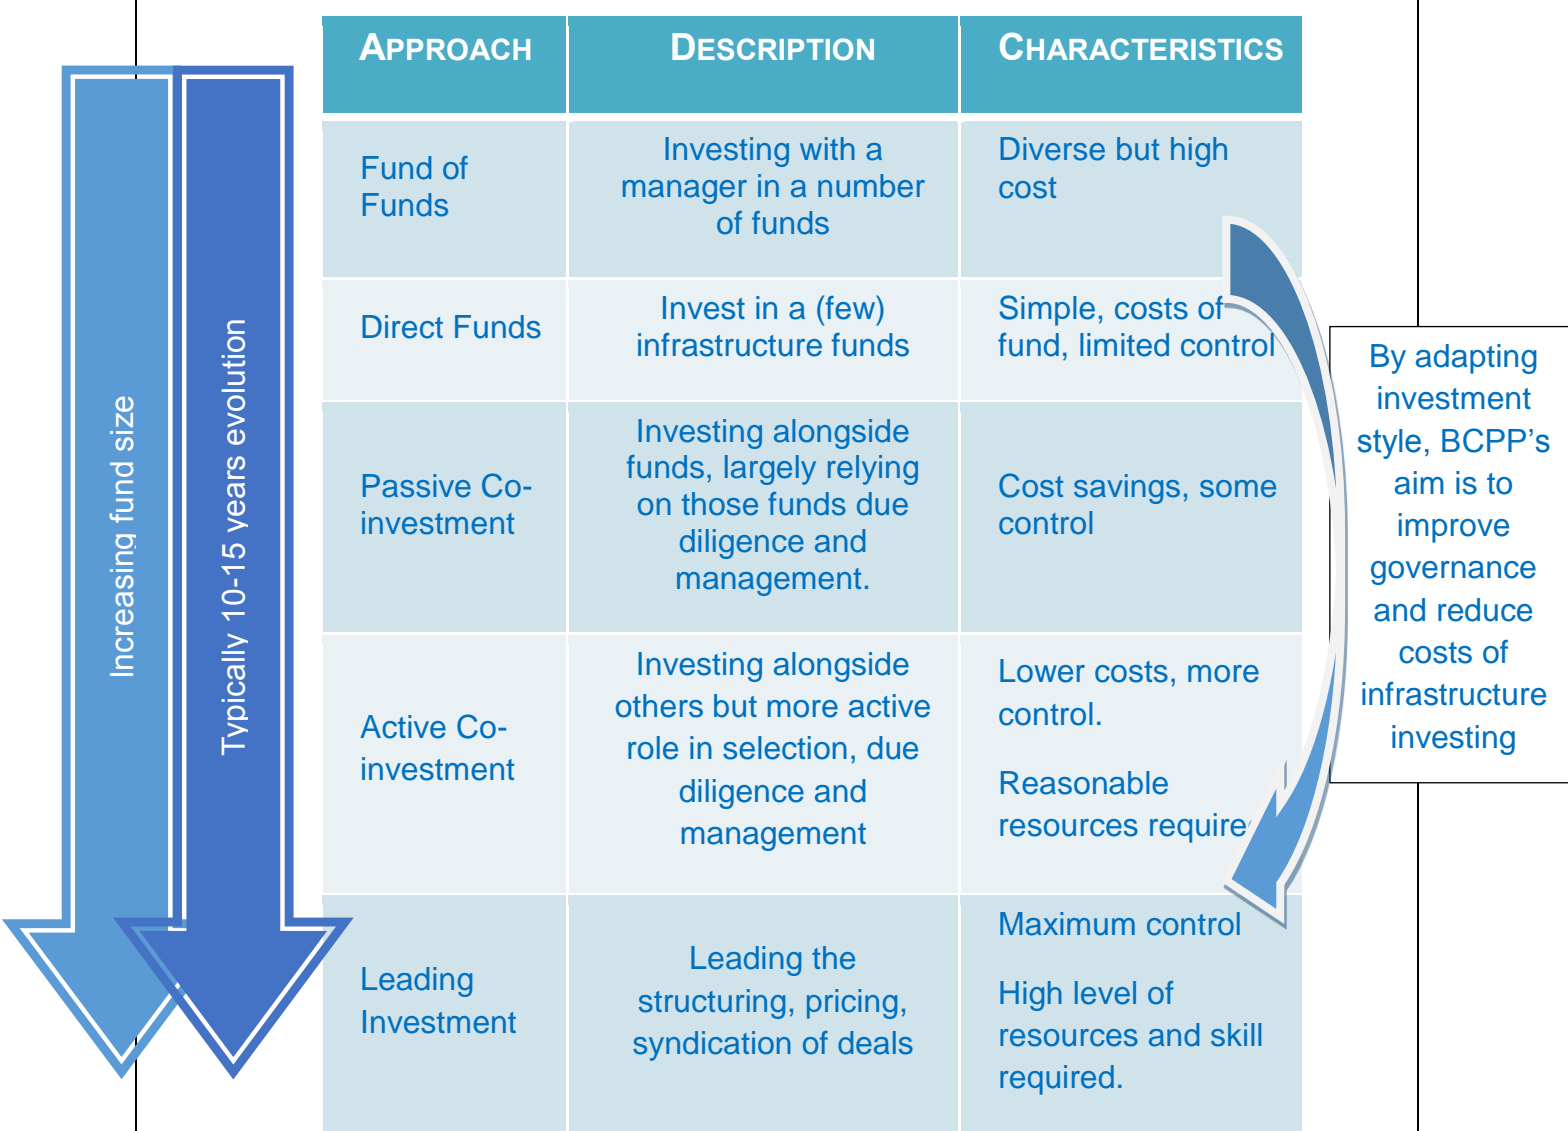 APPROACH
DESCRIPTION
CHARACTERISTICS
Fund of
Funds
Investing with a
manager in a number
of funds
Diverse but high
cost
Direct Funds
Invest in a (few)
infrastructure funds
Simple, costs of
fund, limited control
Passive Co-
investment
Investing alongside
funds, largely relying
on those funds due
diligence and
management.
Cost savings, some
control
Active Co-
investment
Investing alongside
others but more active
role in selection, due
diligence and
management
Lower costs, more
control.
Reasonable
resources require
Leading
Investment
Leading the
structuring, pricing,
syndication of deals
Maximum control
High level of
resources and skill
required.
Increasing fund size
Typically 10-15 years evolution
By adapting
investment
style, BCPP’s
aim is to
improve
governance
and reduce
costs of
infrastructure
investing